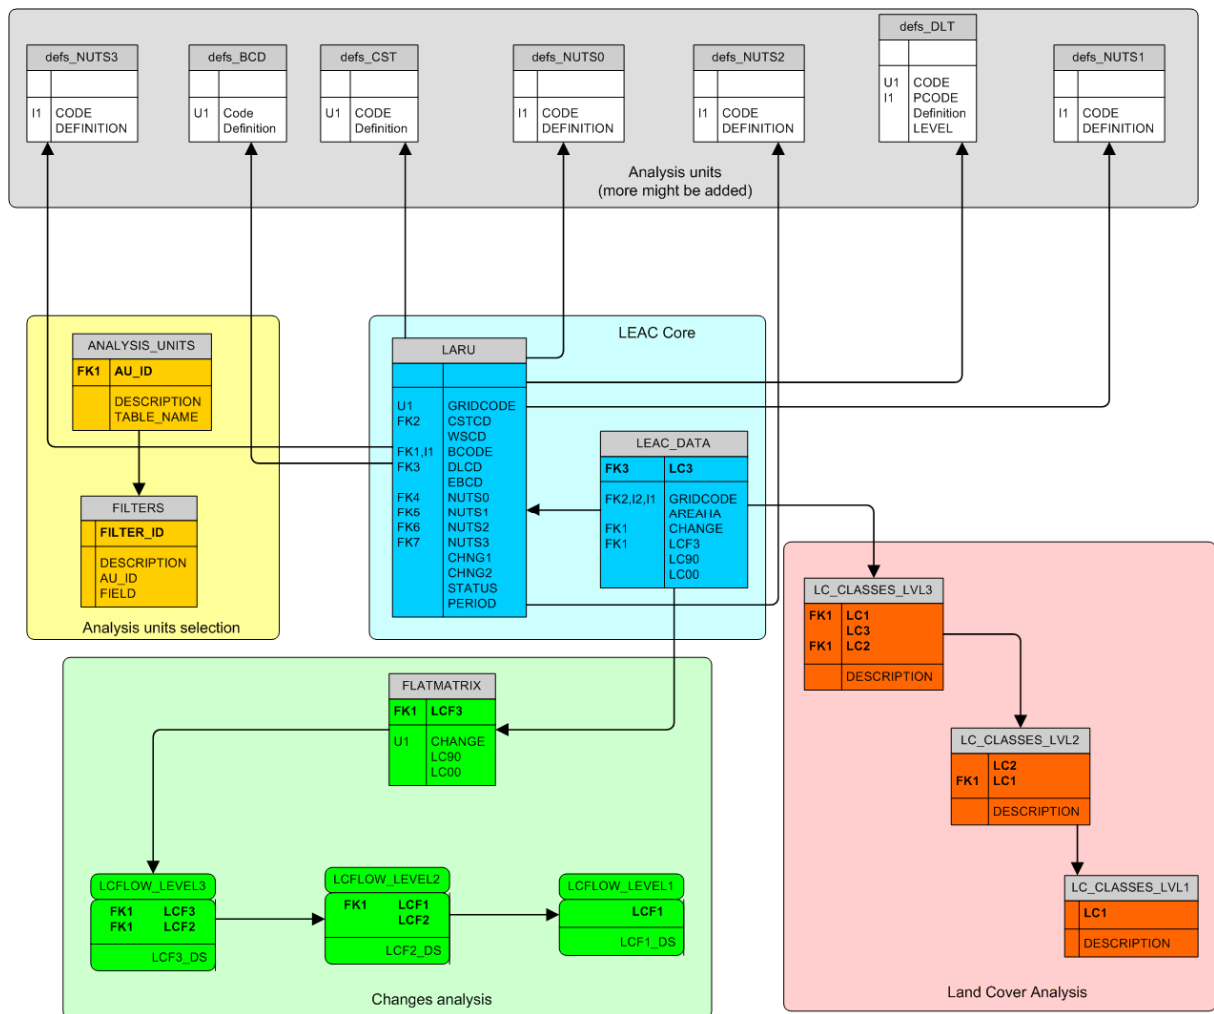 defs_NUTS3
I1 CODE
DEFINITION
defs_BCD
U1 Code
Definition
defs_CST
U1 CODE
Definition
defs_NUTS0
I1 CODE
DEFINITION
defs_NUTS2
I1 CODE
DEFINITION
defs_DLT
U1 CODE
I1 PCODE
Definition
LEVEL
defs_NUTS1
I1 CODE
DEFINITION
Analysis units
(more might be added)
ANALYSIS_UNITS
FK1 AU_ID
DESCRIPTION
TABLE_NAME
FILTERS
FILTER_ID
DESCRIPTION
AU_ID
FIELD
Analysis units selection
LEAC Core
LARU
U1 GRIDCODE
FK2 CSTCD
WSCD
FK1,I1 BCODE
FK3 DLCD
EBCD
FK4 NUTS0
FK5 NUTS1
FK6 NUTS2
FK7 NUTS3
CHNG1
CHNG2
STATUS
PERIOD
LEAC_DATA
FK3 LC3
FK2,I2,I1 GRIDCODE
AREAHA
FK1 CHANGE
FK1 LCF3
LC90
LC00
LC_CLASSES_LVL3
FK1 LC1
LC3
FK1 LC2
DESCRIPTION
LC_CLASSES_LVL2
LC2
FK1 LC1
DESCRIPTION
LC_CLASSES_LVL1
LC1
DESCRIPTION
Land Cover Analysis
FLATMATRIX
FK1 LCF3
U1 CHANGE
LC90
LC00
LCFLOW_LEVEL3
FK1 LCF3
FK1 LCF2
LCF3_DS
LCFLOW_LEVEL2
FK1 LCF1
LCF2
LCF2_DS
LCFLOW_LEVEL1
LCF1
LCF1_DS
Changes analysis